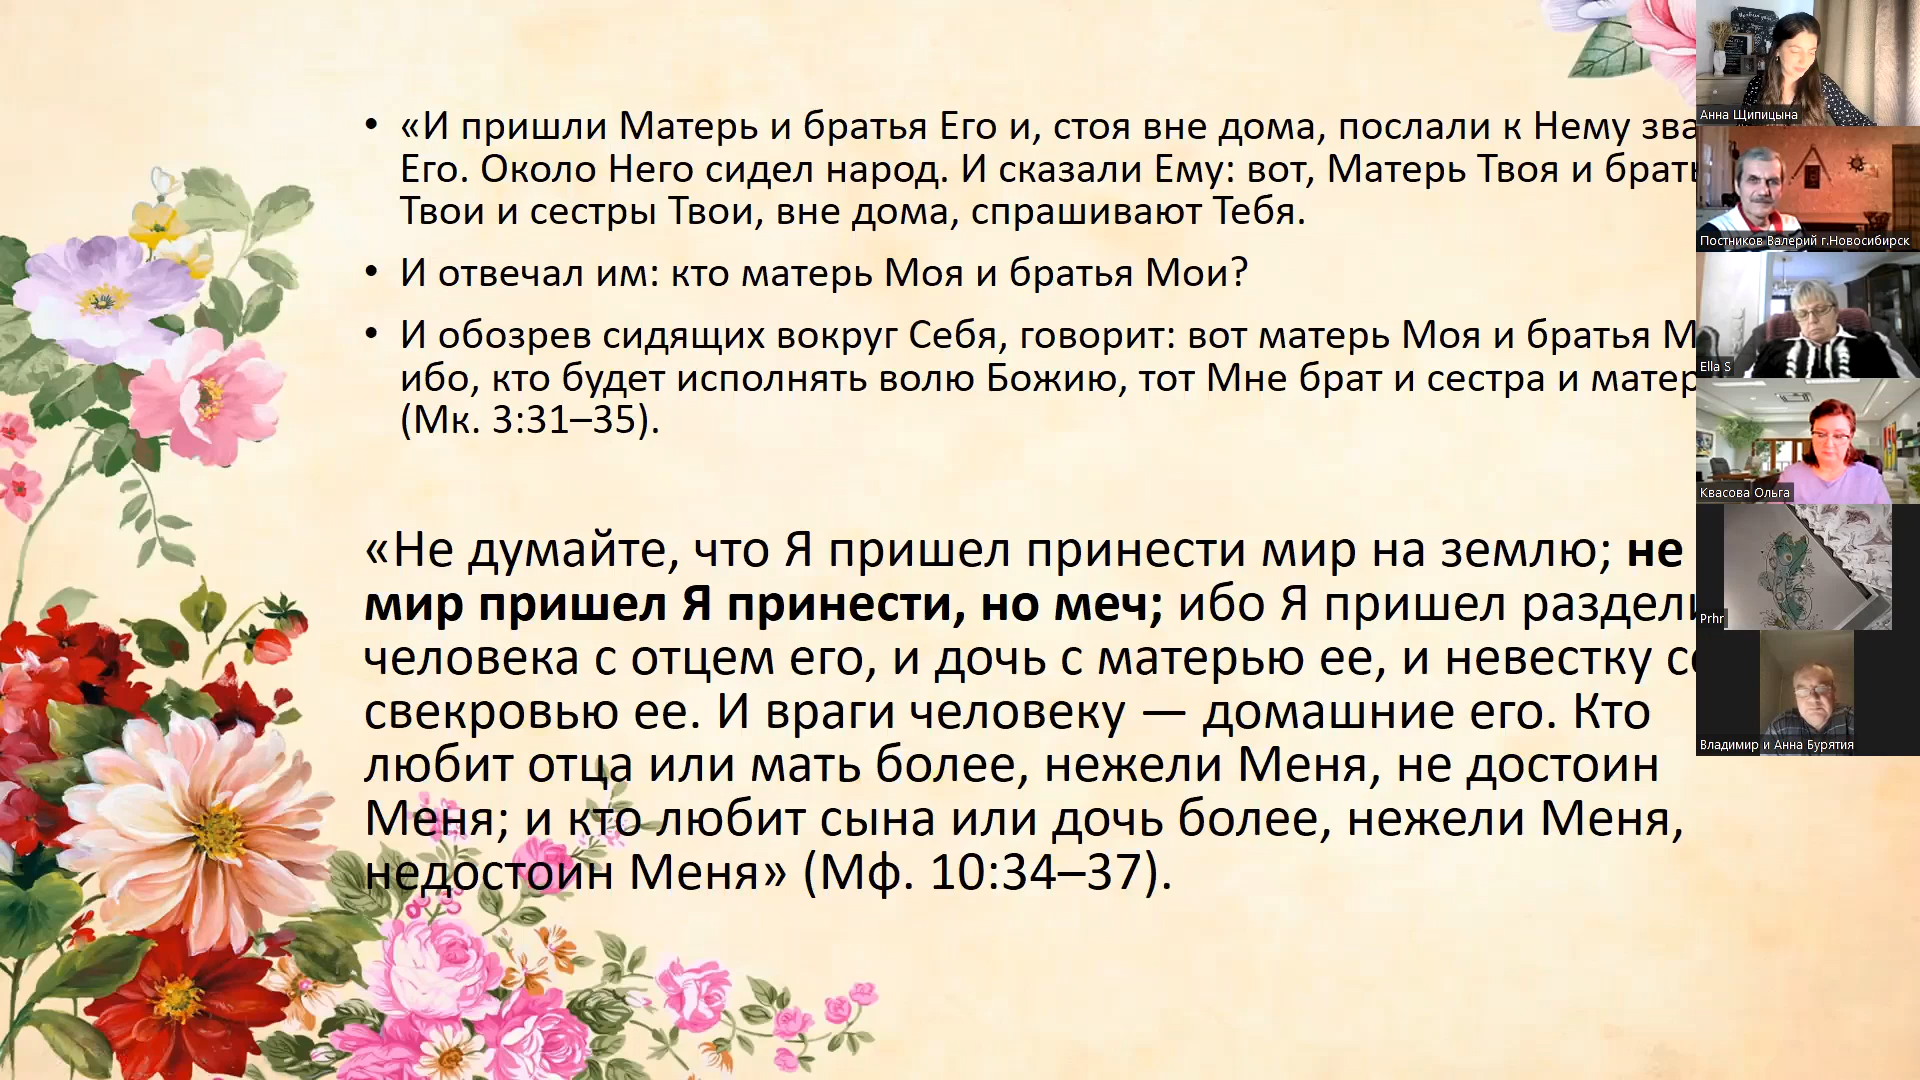 • «И пришли Матерь и братья Его и, стоя вне дома, послали к Нему
Его. Около Него сидел народ. И сказали Ему: вот, Матерь Твоя и
Твои и сестры Твои, вне дома, спрашивают Тебя.
• И отвечал им: кто матерь Моя и братья Мои?
• И обозрев сидящих вокруг Себя, говорит: вот матерь Моя и братья
ибо, кто будет исполнять волю Божию, тот Мне брат и сестра и
(Мк. 3:31–35).
«Не думайте, что Я пришел принести мир на землю; не
мир пришел Я принести, но меч; ибо Я пришел
человека с отцем его, и дочь с матерью ее, и невестку
свекровью ее. И враги человеку — домашние его. Кто
любит отца или мать более, нежели Меня, не достоин
Меня; и кто любит сына или дочь более, нежели Меня,
недостоин Меня» (Мф. 10:34–37).
Анна Щипицына
Постников Валерий г.Новосибирск
Ella S
Квасова Ольга
Prhr
Владимир и Анна Бурятия